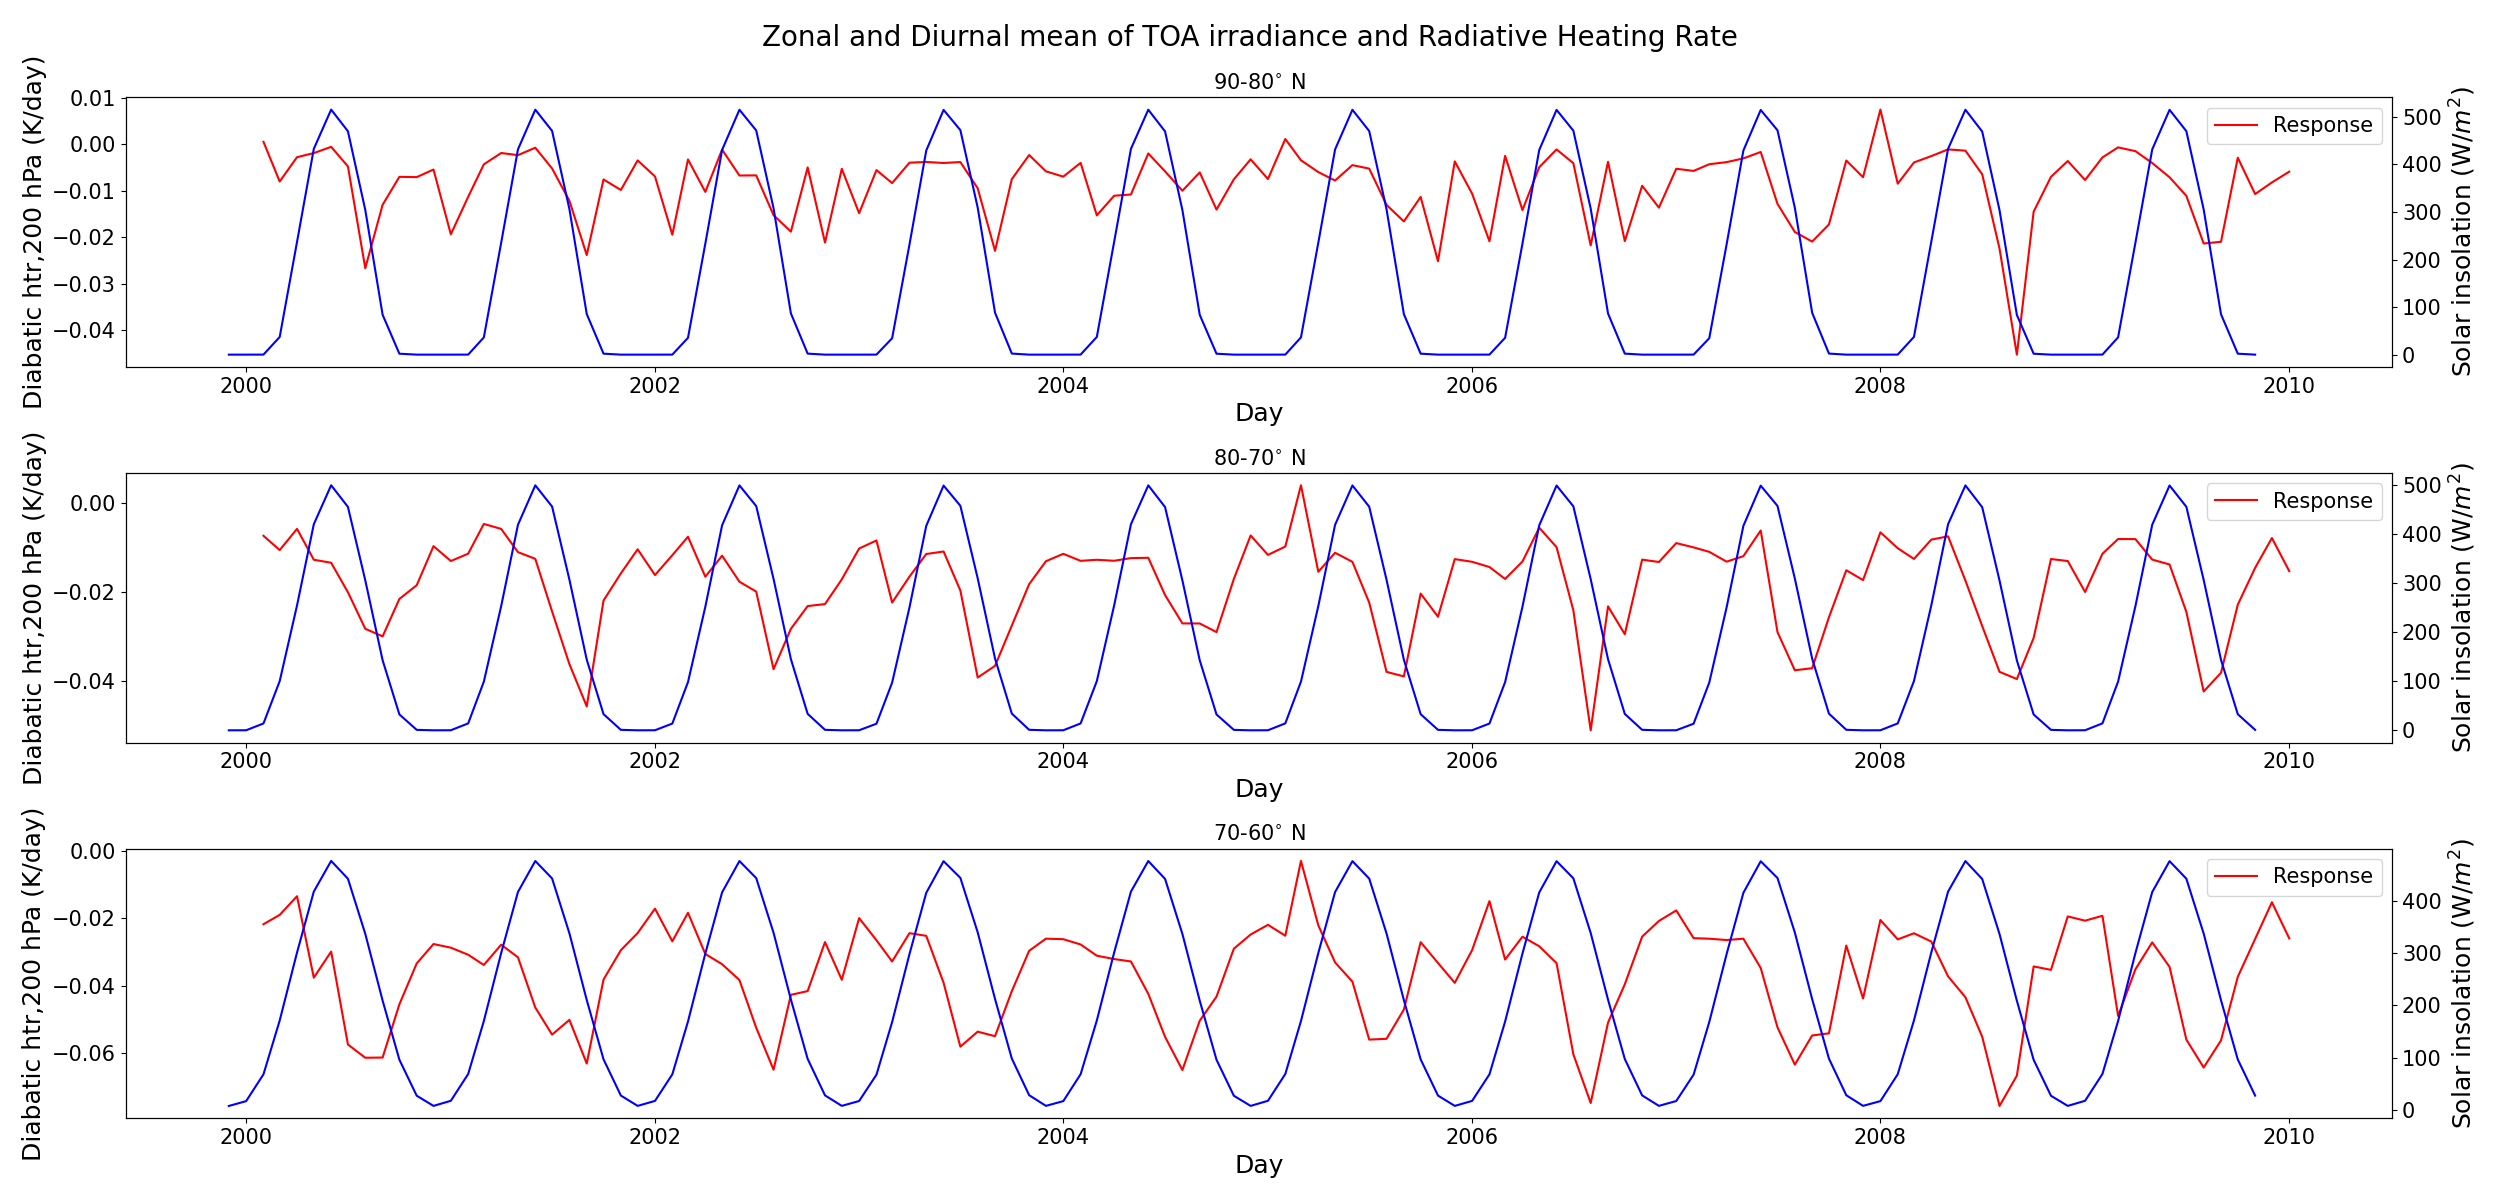 Zonal and Diurnal mean of TOA irradiance and Radiative Heating Rate
90-80° N
Diabatic htr,200 hPa (K/day)
0.01
0.00
−0.01
−0.02
−0.03
−0.04
Response
500
400
300
200
100
0
Solar insolation (W/m²)
2000 2002 2004 2006 2008 2010
Day
80-70° N
Diabatic htr,200 hPa (K/day)
0.00
−0.02
−0.04
Response
500
400
300
200
100
0
Solar insolation (W/m²)
2000 2002 2004 2006 2008 2010
Day
70-60° N
Diabatic htr,200 hPa (K/day)
0.00
−0.02
−0.04
−0.06
Response
400
300
200
100
0
Solar insolation (W/m²)
2000 2002 2004 2006 2008 2010
Day